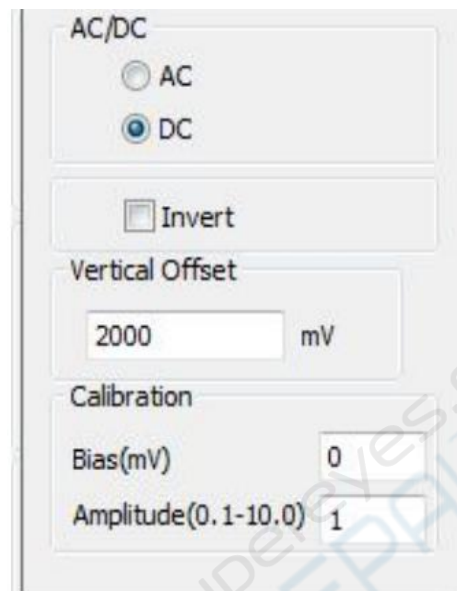 AC/DC
AC
DC
Invert
Vertical Offset
2000 mV
Calibration
Bias(mV) 0
Amplitude(0.1-10.0) 1